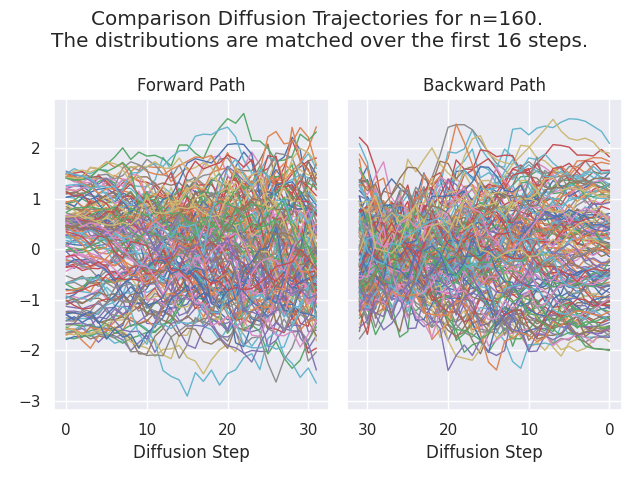 Comparison Diffusion Trajectories for n=160.
The distributions are matched over the first 16 steps.
Forward Path
Backward Path
2
1
0
−1
−2
−3
0
10
20
30
30
20
10
0
Diffusion Step
Diffusion Step